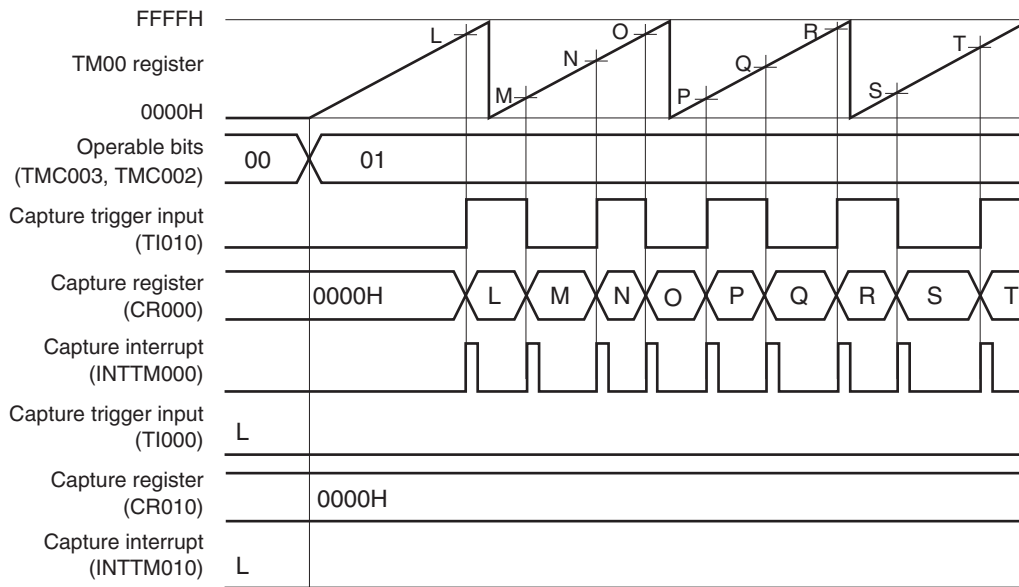 FFFFH
TM00 register
0000H
L M N O P Q R S T
Operable bits
(TMC003, TMC002)
00 01
Capture trigger input
(TI010)
Capture register
(CR000)
0000H L M N O P Q R S T
Capture interrupt
(INTTM000)
Capture trigger input
(TI000)
L
Capture register
(CR010)
0000H
Capture interrupt
(INTTM010)
L